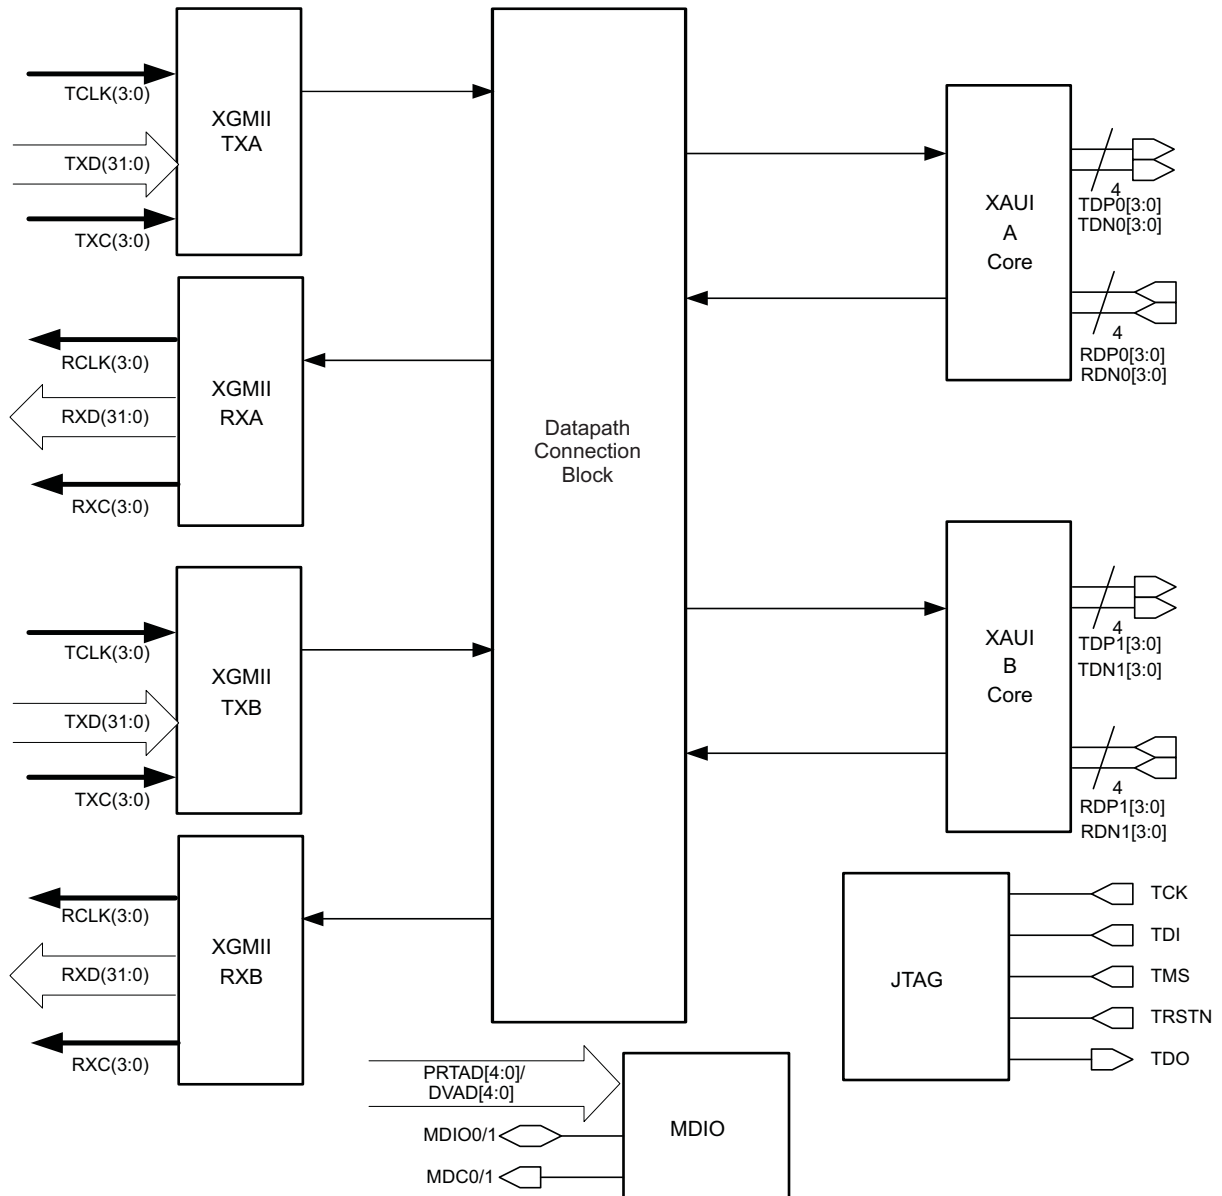 TCLK(3:0)
TXD(31:0)
TXC(3:0)
XGMII
TXA
RCLK(3:0)
RXD(31:0)
RXC(3:0)
XGMII
RXA
TCLK(3:0)
TXD(31:0)
TXC(3:0)
XGMII
TXB
RCLK(3:0)
RXD(31:0)
RXC(3:0)
XGMII
RXB
Datapath
Connection
Block
XAUI
A
Core
4
TDP0[3:0]
TDN0[3:0]
4
RDP0[3:0]
RDN0[3:0]
XAUI
B
Core
4
TDP1[3:0]
TDN1[3:0]
4
RDP1[3:0]
RDN1[3:0]
JTAG
TCK
TDI
TMS
TRSTN
TDO
PRTAD[4:0]/
DVAD[4:0]
MDIO0/1
MDC0/1
MDIO